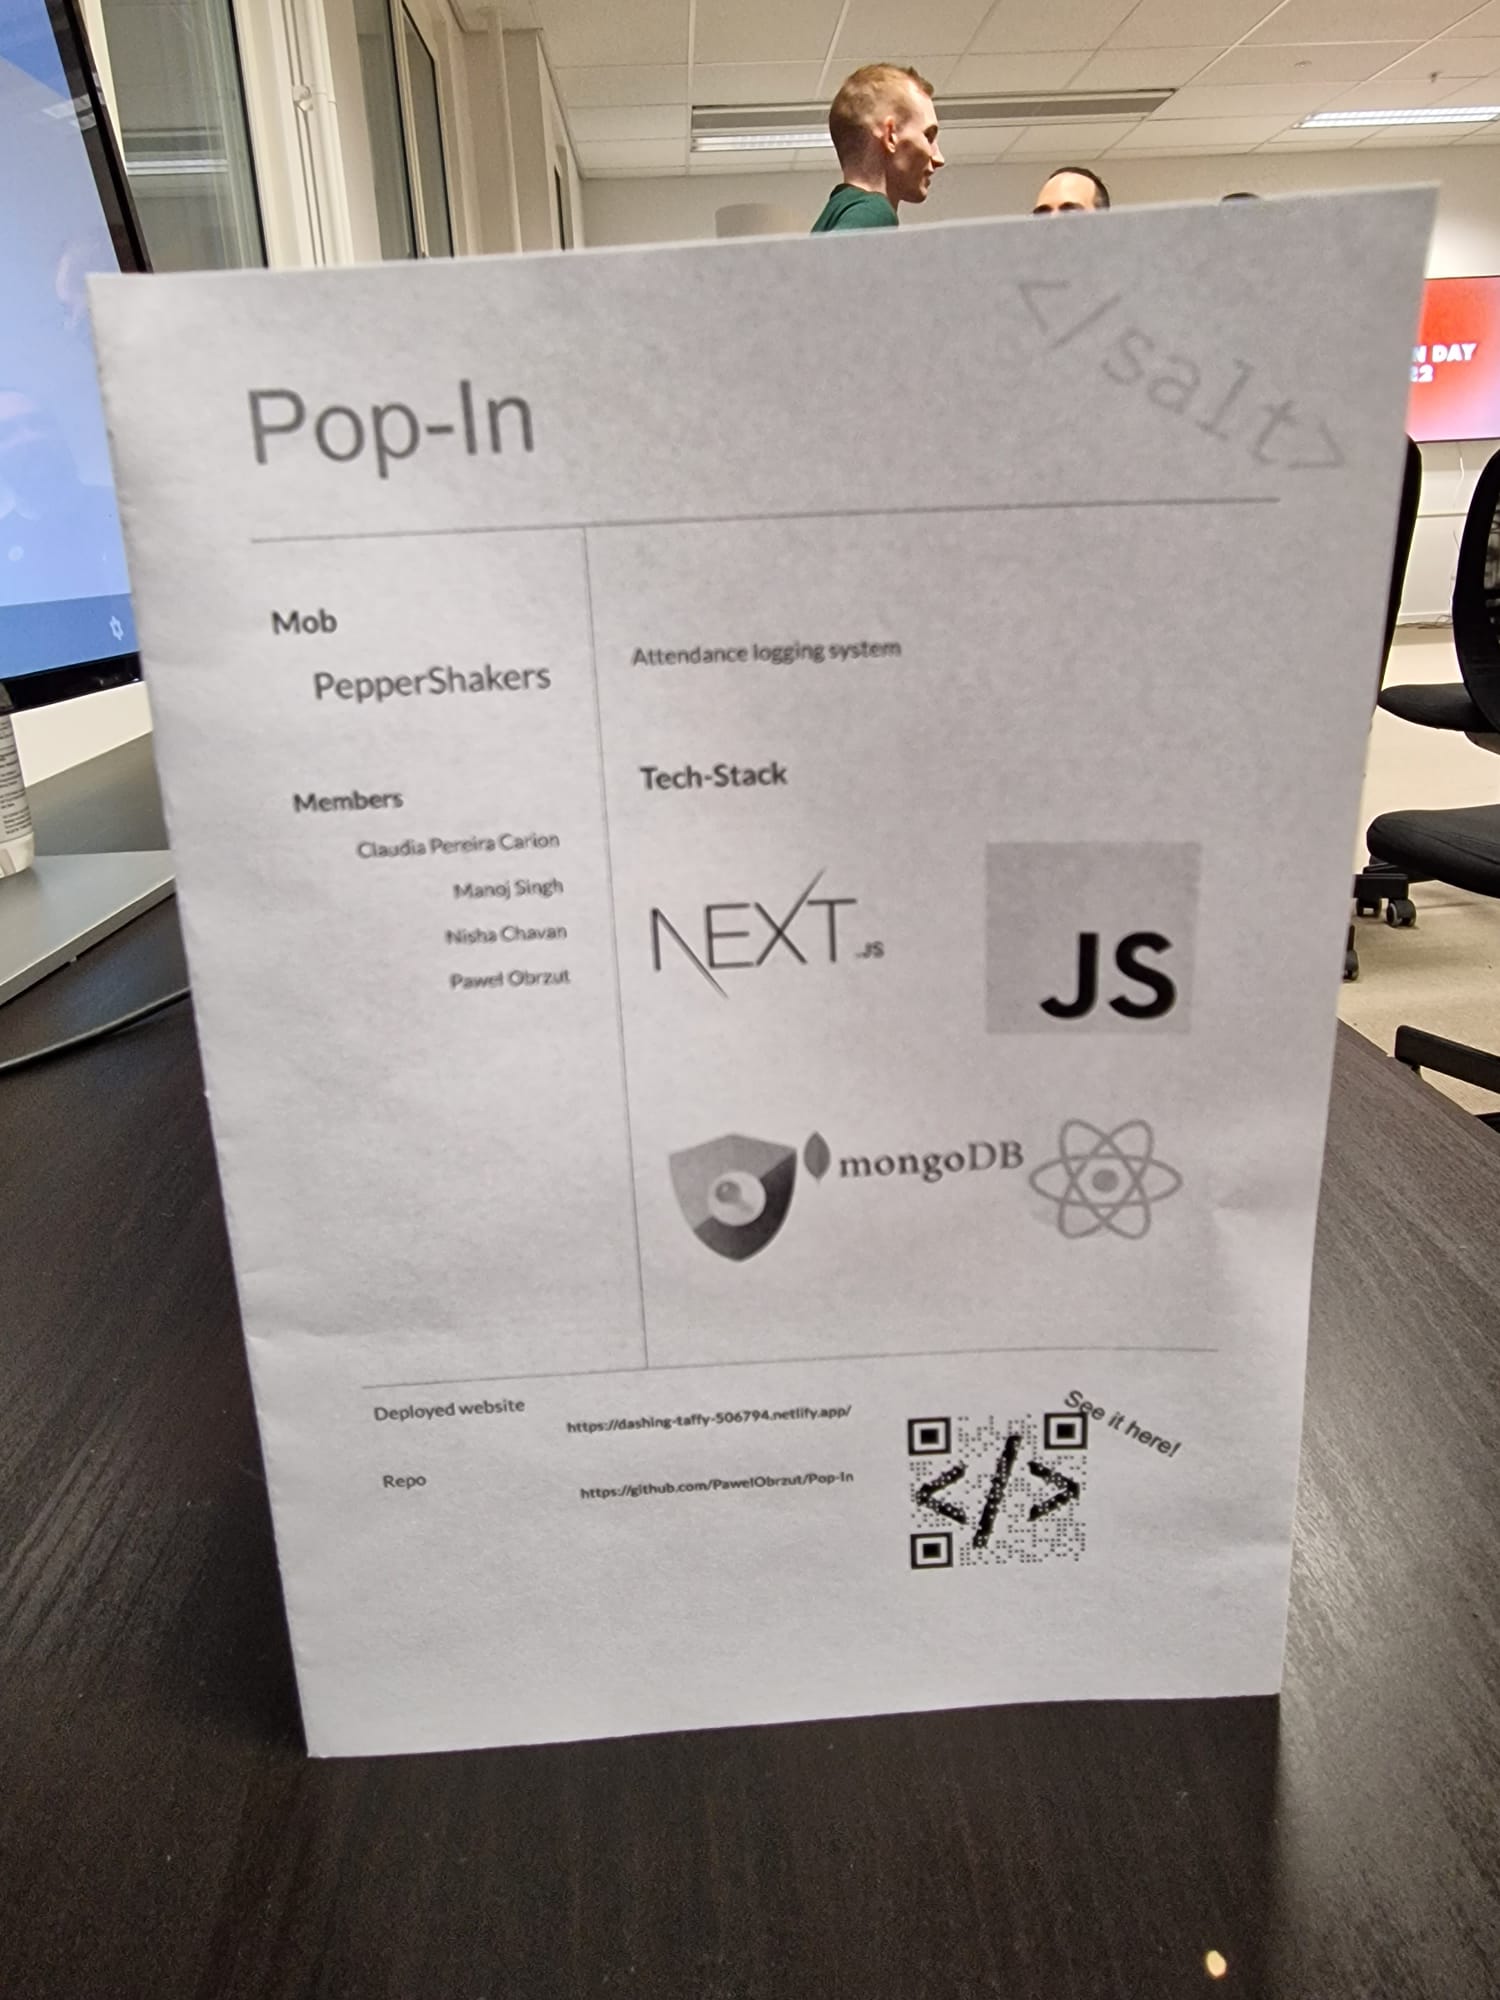 </salt>
Pop-In
Mob
PepperShakers
Members
Claudia Pereira Carion
Manoj Singh
Nisha Chavan
Pawel Obrzut
Attendance logging system
Tech-Stack
NEXT.JS
JS
mongoDB
Deployed website
https://dashing-taffy-506794.netlify.app/
Repo
https://github.com/PawelObrzut/Pop-In
See it here!
</>
N DAY
22